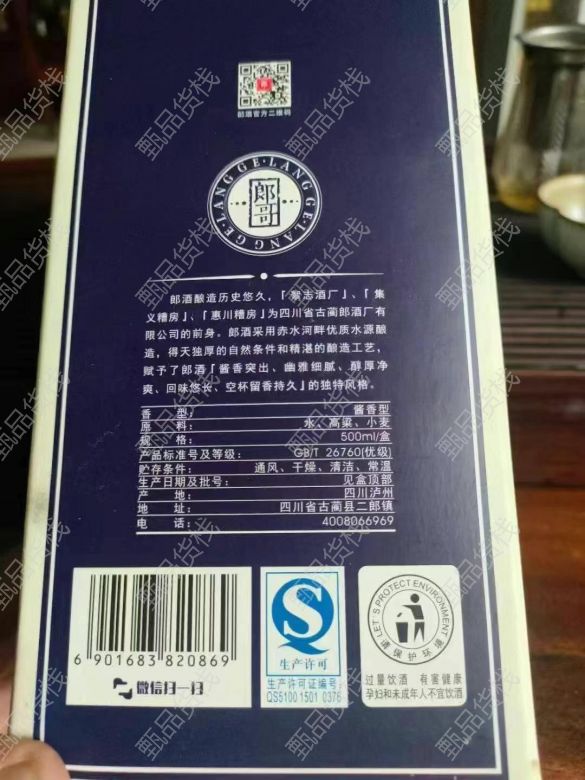 郎酒官方二维码
GE·LANG GE·LANG GE·LANG GE·LANG
郎哥
郎酒酿造历史悠久,「絮志酒厂」、「集
义糟房」、「惠川糟房」为四川省古蔺郎酒厂有
限公司的前身。郎酒采用赤水河畔优质水源酿
造,得天独厚的自然条件和精湛的酿造工艺,
赋予了郎酒「酱香突出、幽雅细腻、醇厚净
爽、回味悠长、空杯留香持久」的独特风格。
香 型: 酱香型
原 料: 水、高粱、小麦
规 格: 500ml/盒
产品标准号及等级: GB/T 26760(优级)
贮存条件: 通风、干燥、清洁、常温
生产日期及批号: 见盒顶部
产 地: 四川泸州
地 址: 四川省古蔺县二郎镇
电 话: 4008066969
6 901683 820869
微信扫一扫
生产许可
生产许可证编号:
QS5100 1501 0376
LET'S PROTECT ENVIRONMENT
请保护环境
过量饮酒 有害健康
孕妇和未成年人不宜饮酒
甄品货栈